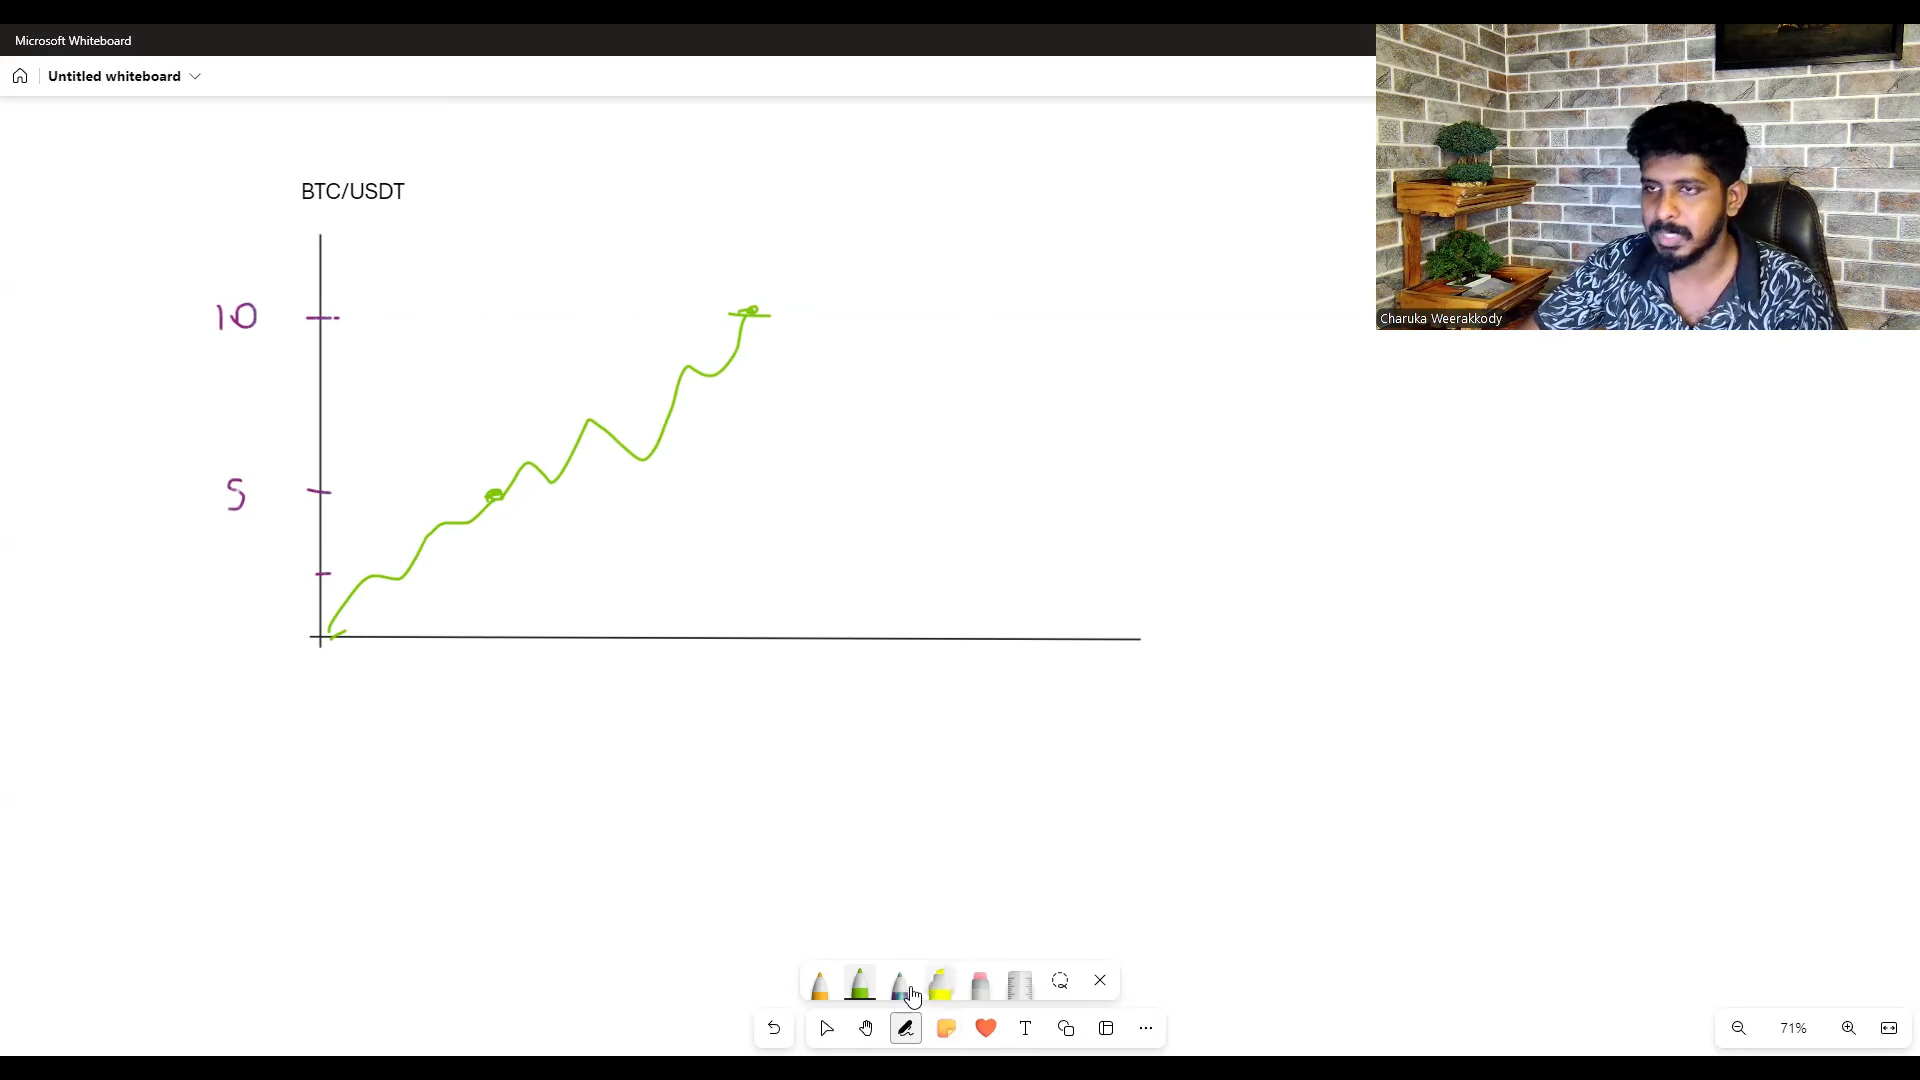 Microsoft Whiteboard
Untitled whiteboard
BTC/USDT
10
5
Charuka Weerakkody
71%